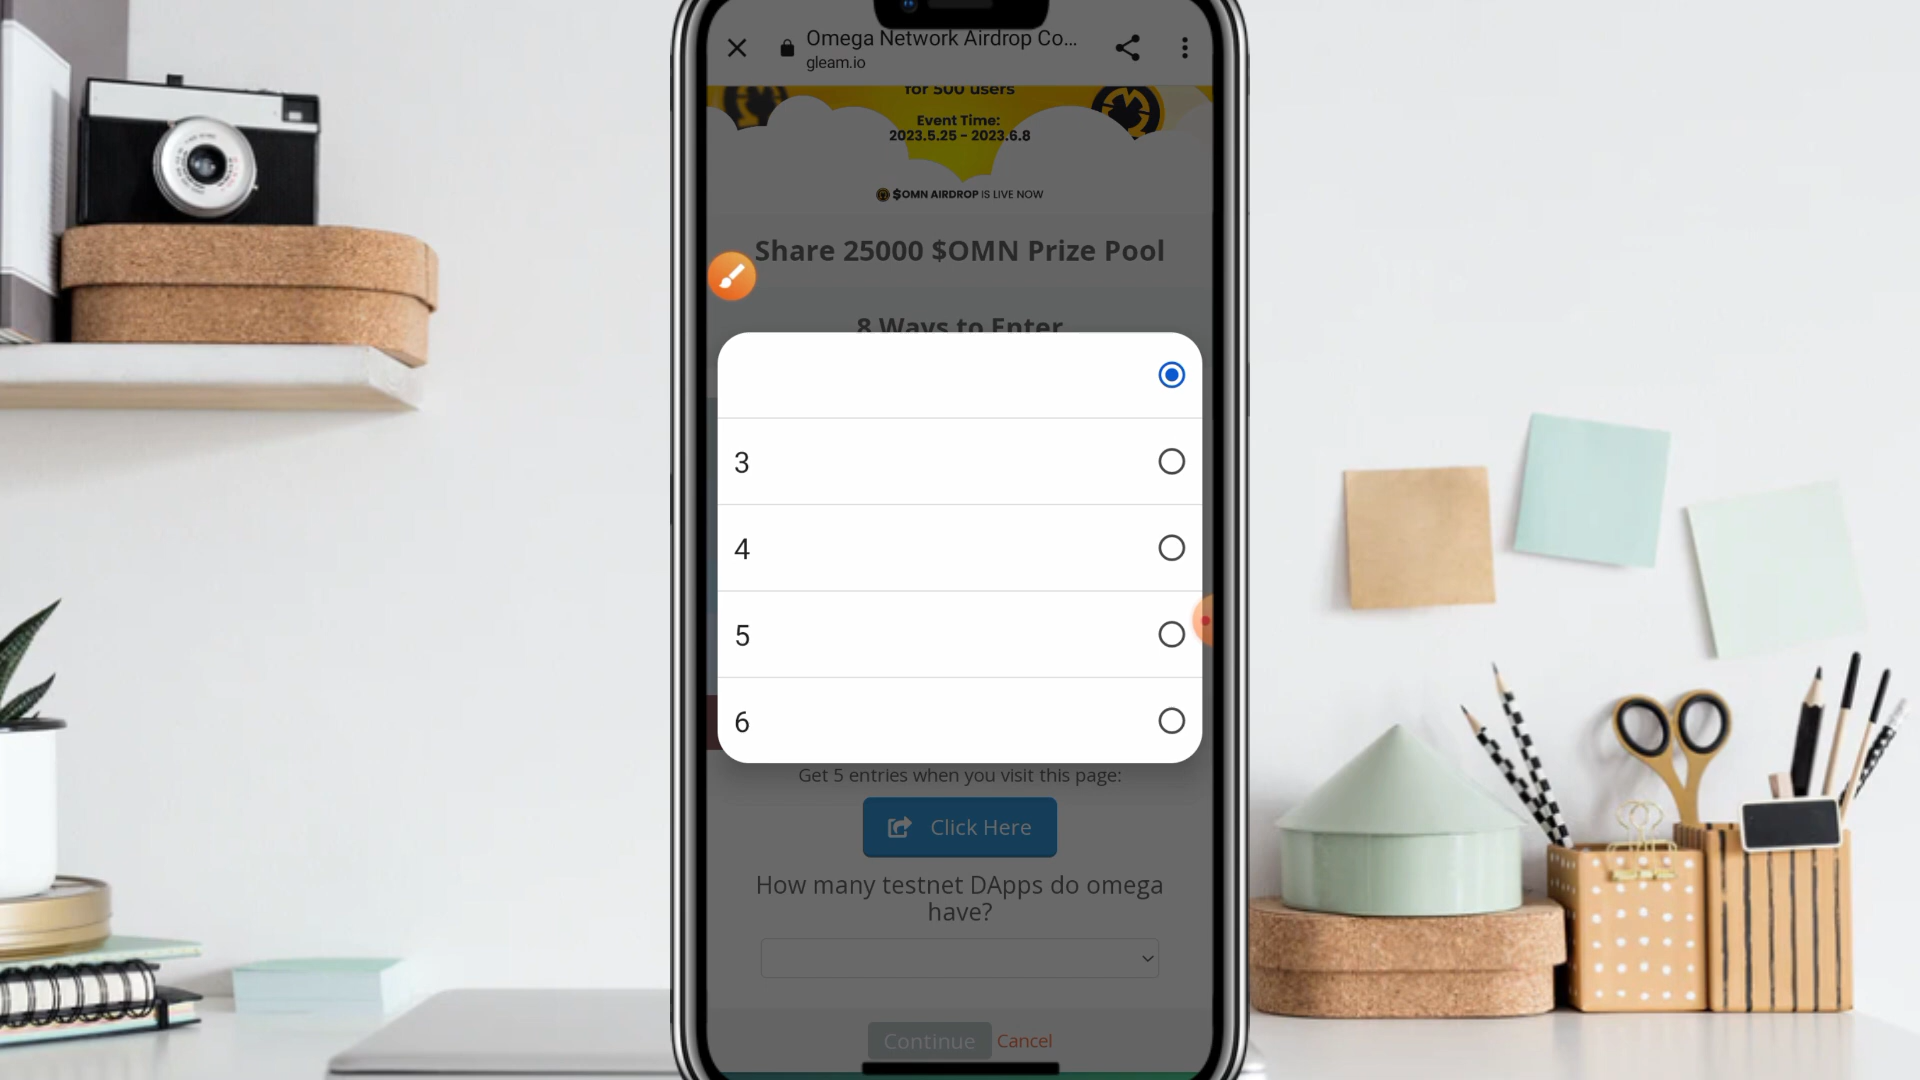 Omega Network Airdrop Co...
gleam.io
for 500 users
Event Time:
2023.5.25 - 2023.6.8
$OMN AIRDROP IS LIVE NOW
Share 25000 $OMN Prize Pool
8 Ways to Enter
3
4
5
6
Get 5 entries when you visit this page:
Click Here
How many testnet DApps do omega
have?
Continue Cancel